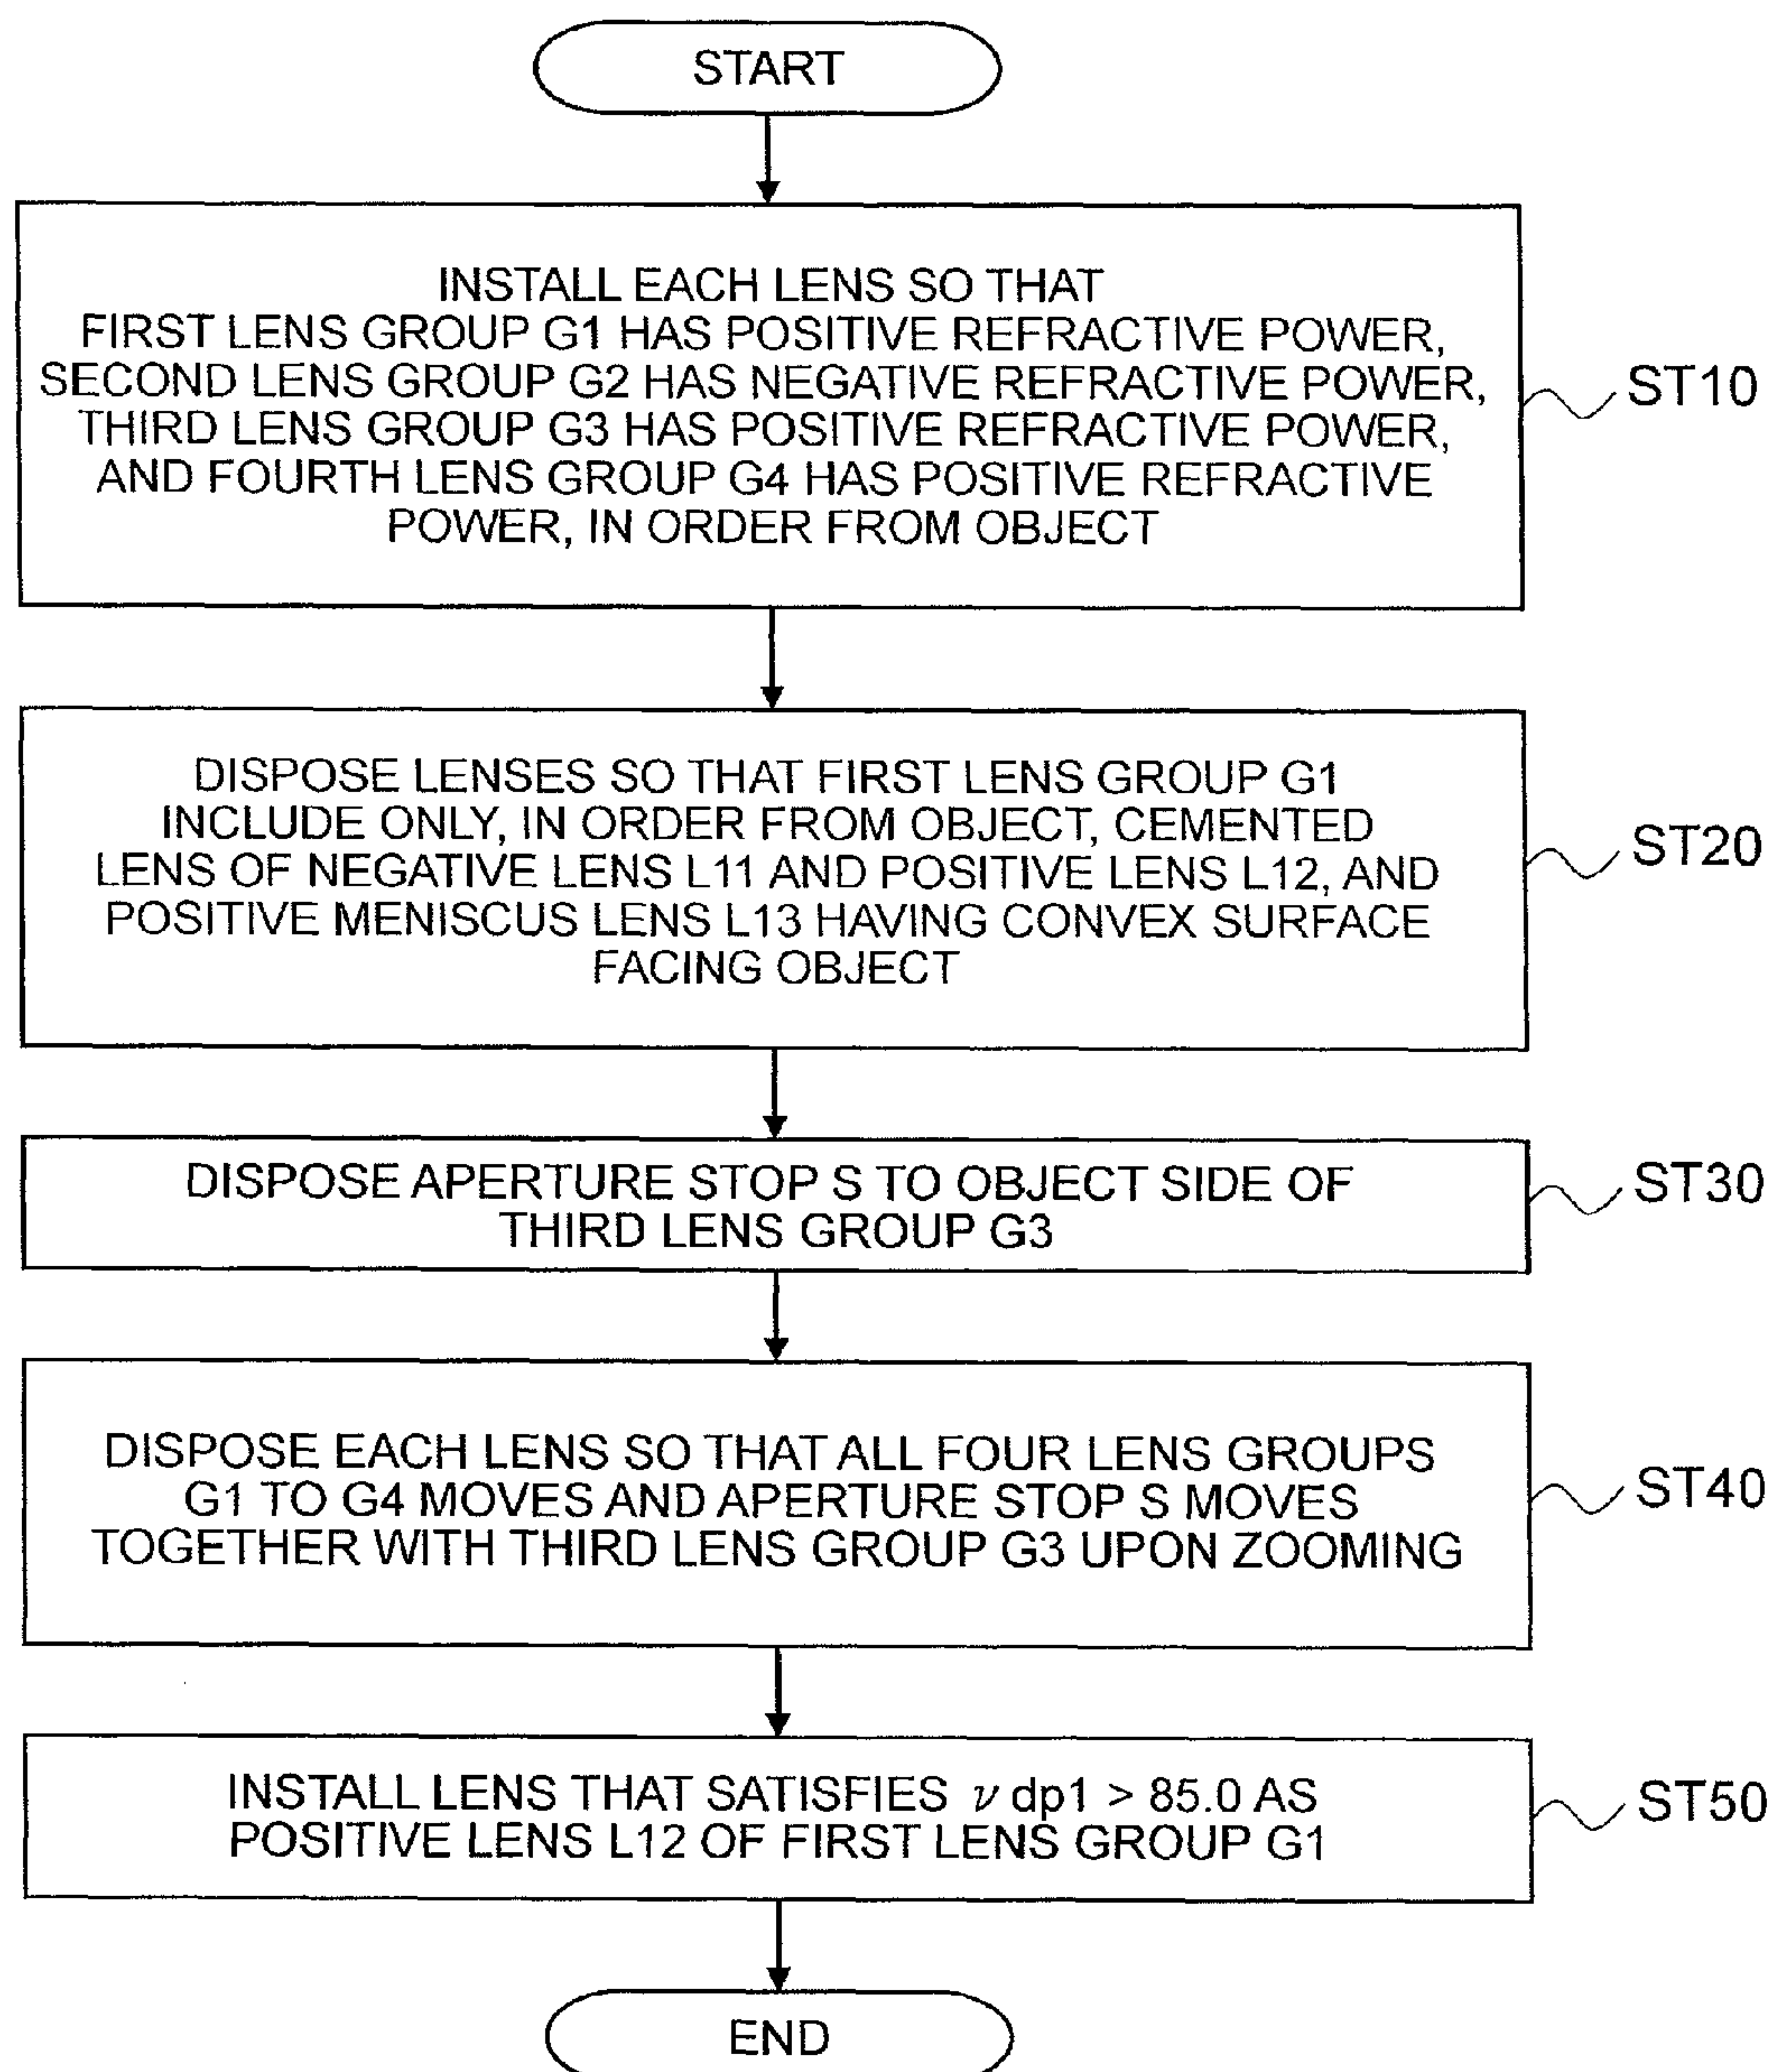 START
INSTALL EACH LENS SO THAT
FIRST LENS GROUP G1 HAS POSITIVE REFRACTIVE POWER,
SECOND LENS GROUP G2 HAS NEGATIVE REFRACTIVE POWER,
THIRD LENS GROUP G3 HAS POSITIVE REFRACTIVE POWER,
AND FOURTH LENS GROUP G4 HAS POSITIVE REFRACTIVE
POWER, IN ORDER FROM OBJECT
ST10
DISPOSE LENSES SO THAT FIRST LENS GROUP G1
INCLUDE ONLY, IN ORDER FROM OBJECT, CEMENTED
LENS OF NEGATIVE LENS L11 AND POSITIVE LENS L12, AND
POSITIVE MENISCUS LENS L13 HAVING CONVEX SURFACE
FACING OBJECT
ST20
DISPOSE APERTURE STOP S TO OBJECT SIDE OF
THIRD LENS GROUP G3
ST30
DISPOSE EACH LENS SO THAT ALL FOUR LENS GROUPS
G1 TO G4 MOVES AND APERTURE STOP S MOVES
TOGETHER WITH THIRD LENS GROUP G3 UPON ZOOMING
ST40
INSTALL LENS THAT SATISFIES ν dp1 > 85.0 AS
POSITIVE LENS L12 OF FIRST LENS GROUP G1
ST50
END